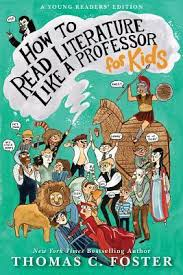 A YOUNG READERS' EDITION
HOW TO
READ LITERATURE
LIKE A PROFESSOR
for Kids
New York Times Bestselling Author
THOMAS C. FOSTER